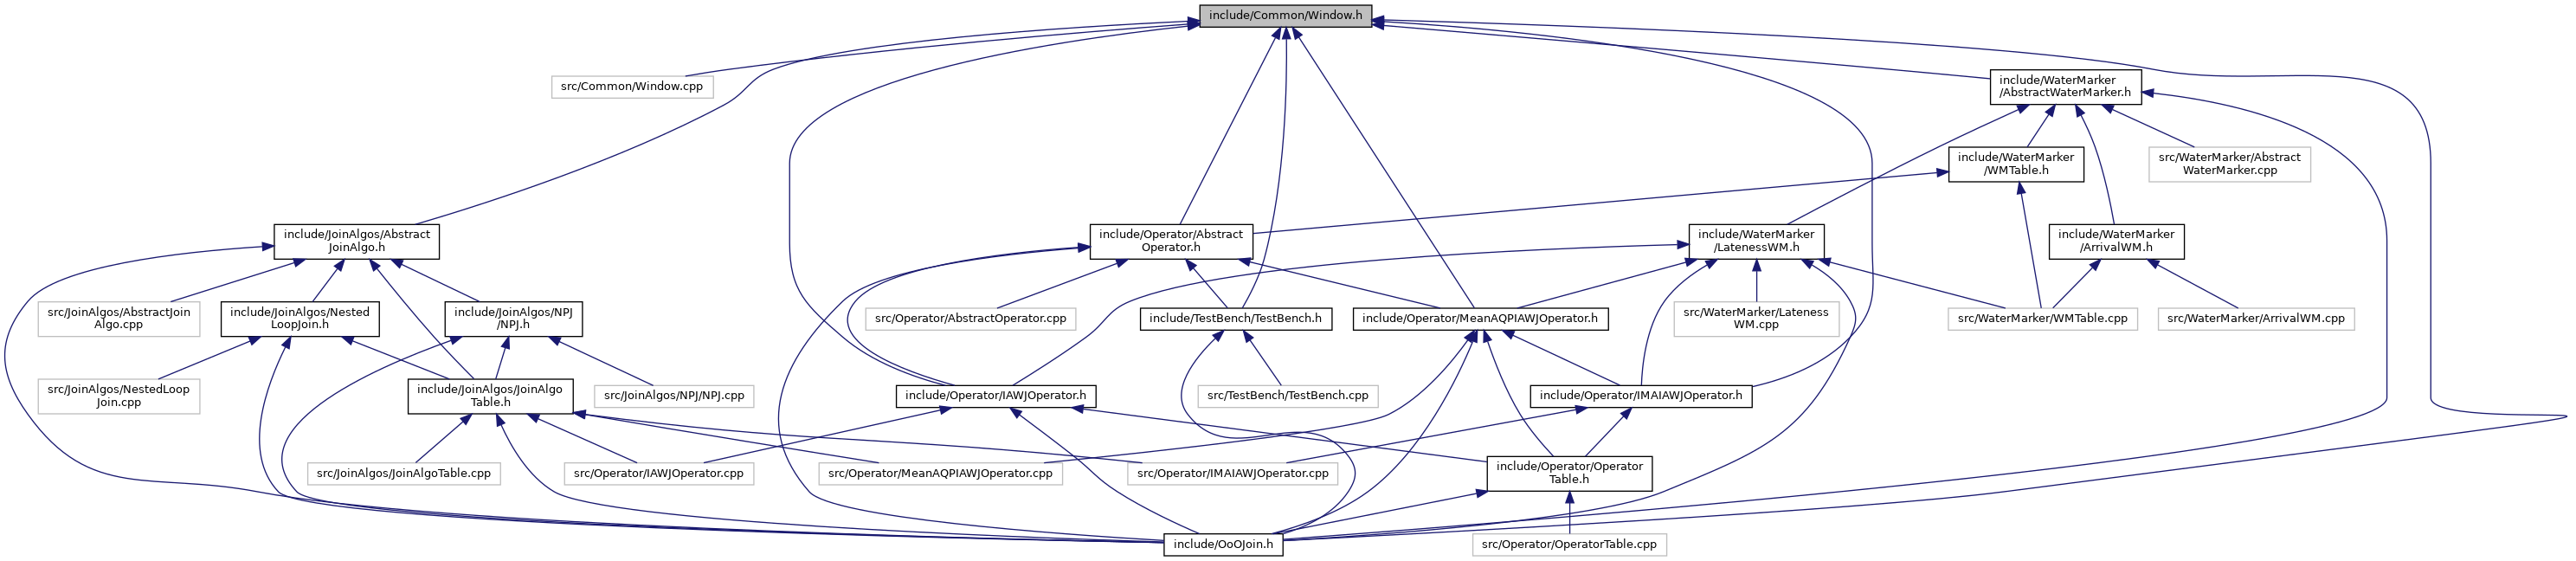 include/Common/Window.h
src/Common/Window.cpp
include/WaterMarker
/AbstractWaterMarker.h
include/WaterMarker
/WMTable.h
src/WaterMarker/Abstract
WaterMarker.cpp
include/JoinAlgos/Abstract
JoinAlgo.h
include/Operator/Abstract
Operator.h
include/WaterMarker
/LatenessWM.h
include/WaterMarker
/ArrivalWM.h
src/JoinAlgos/AbstractJoin
Algo.cpp
include/JoinAlgos/Nested
LoopJoin.h
include/JoinAlgos/NPJ
/NPJ.h
src/Operator/AbstractOperator.cpp
include/TestBench/TestBench.h
include/Operator/MeanAQPIAWJOperator.h
src/WaterMarker/Lateness
WM.cpp
src/WaterMarker/WMTable.cpp
src/WaterMarker/ArrivalWM.cpp
src/JoinAlgos/NestedLoop
Join.cpp
include/JoinAlgos/JoinAlgo
Table.h
src/JoinAlgos/NPJ/NPJ.cpp
include/Operator/IAWJOperator.h
src/TestBench/TestBench.cpp
include/Operator/IMAIAWJOperator.h
src/JoinAlgos/JoinAlgoTable.cpp
src/Operator/IAWJOperator.cpp
src/Operator/MeanAQPIAWJOperator.cpp
src/Operator/IMAIAWJOperator.cpp
include/Operator/Operator
Table.h
include/OoOJoin.h
src/Operator/OperatorTable.cpp